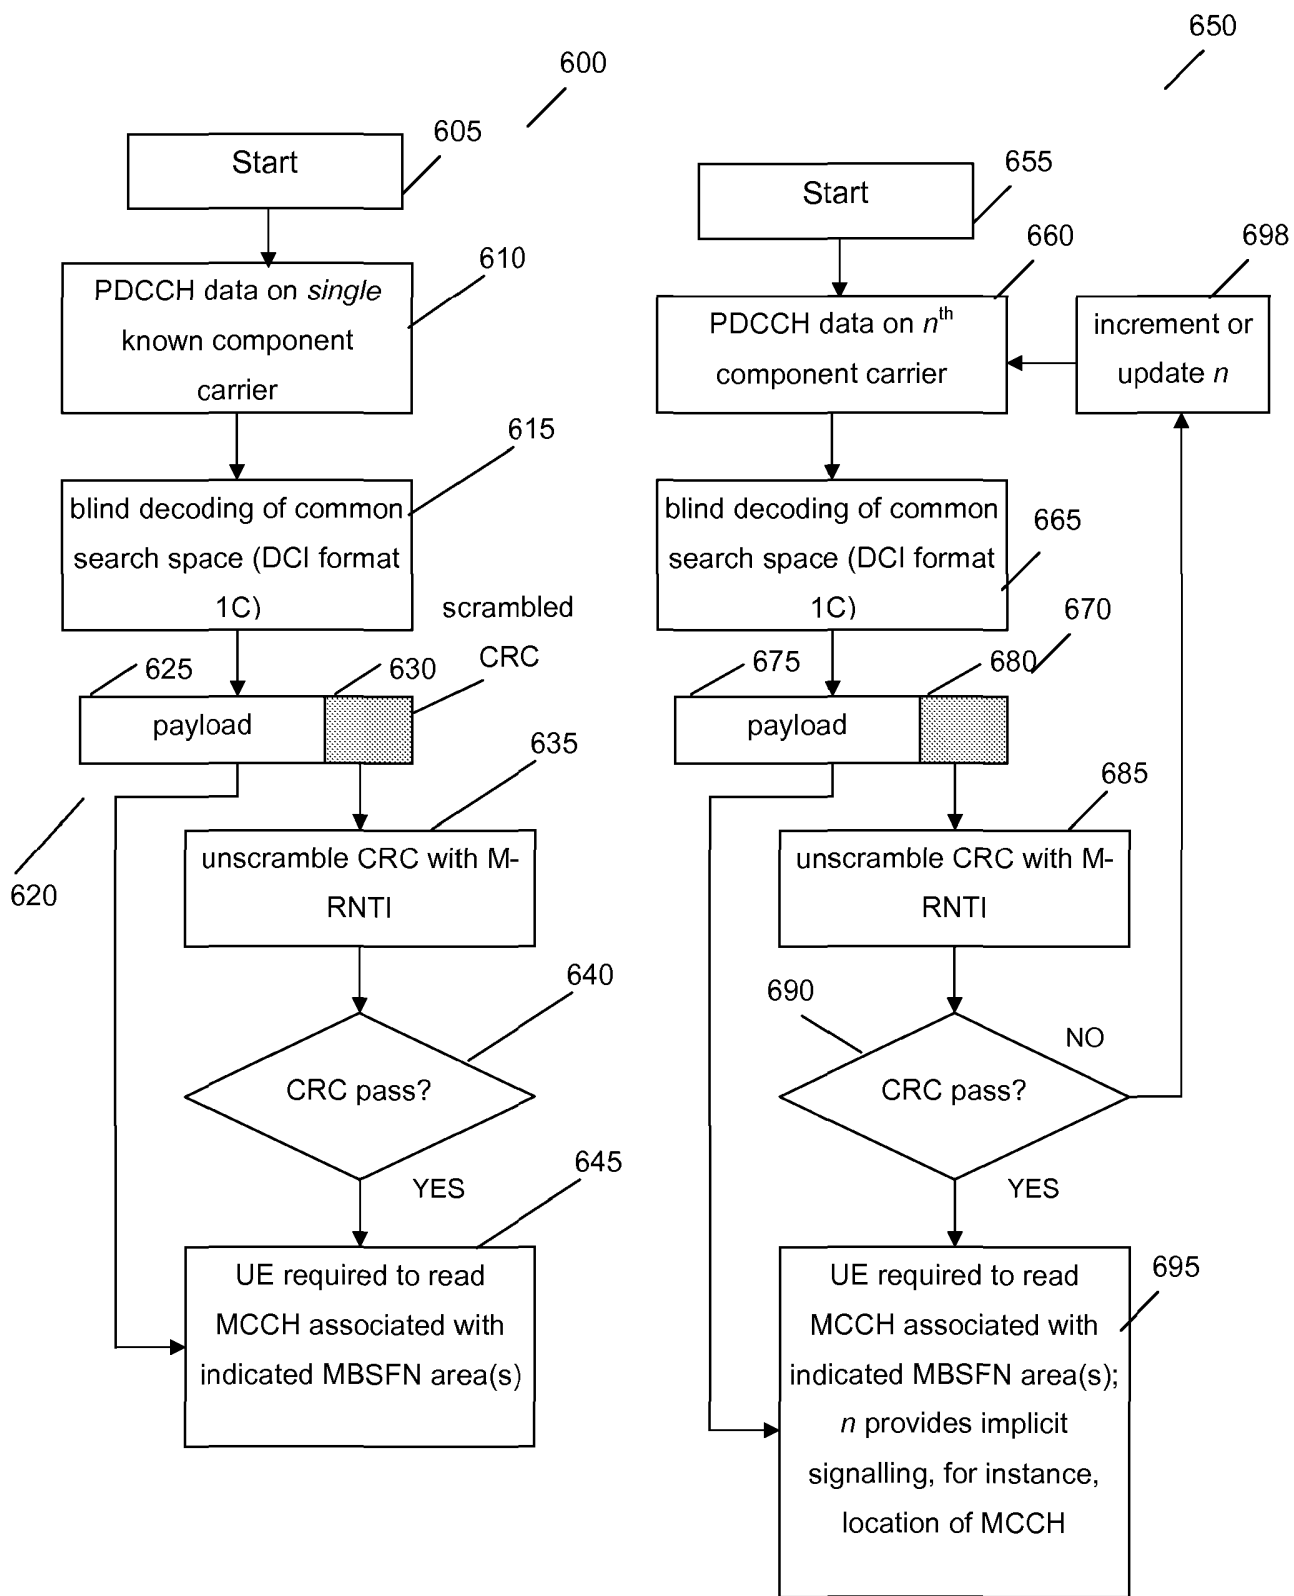 600
605
Start
610
PDCCH data on single
known component
carrier
615
blind decoding of common
search space (DCI format
1C)
scrambled
CRC
625
630
payload
620
635
unscramble CRC with M-
RNTI
640
CRC pass?
YES
645
UE required to read
MCCH associated with
indicated MBSFN area(s)
650
655
Start
660
698
PDCCH data on nth
component carrier
increment or
update n
blind decoding of common
search space (DCI format
1C)
665
670
675
680
payload
685
unscramble CRC with M-
RNTI
690
NO
CRC pass?
YES
695
UE required to read
MCCH associated with
indicated MBSFN area(s);
n provides implicit
signalling, for instance,
location of MCCH